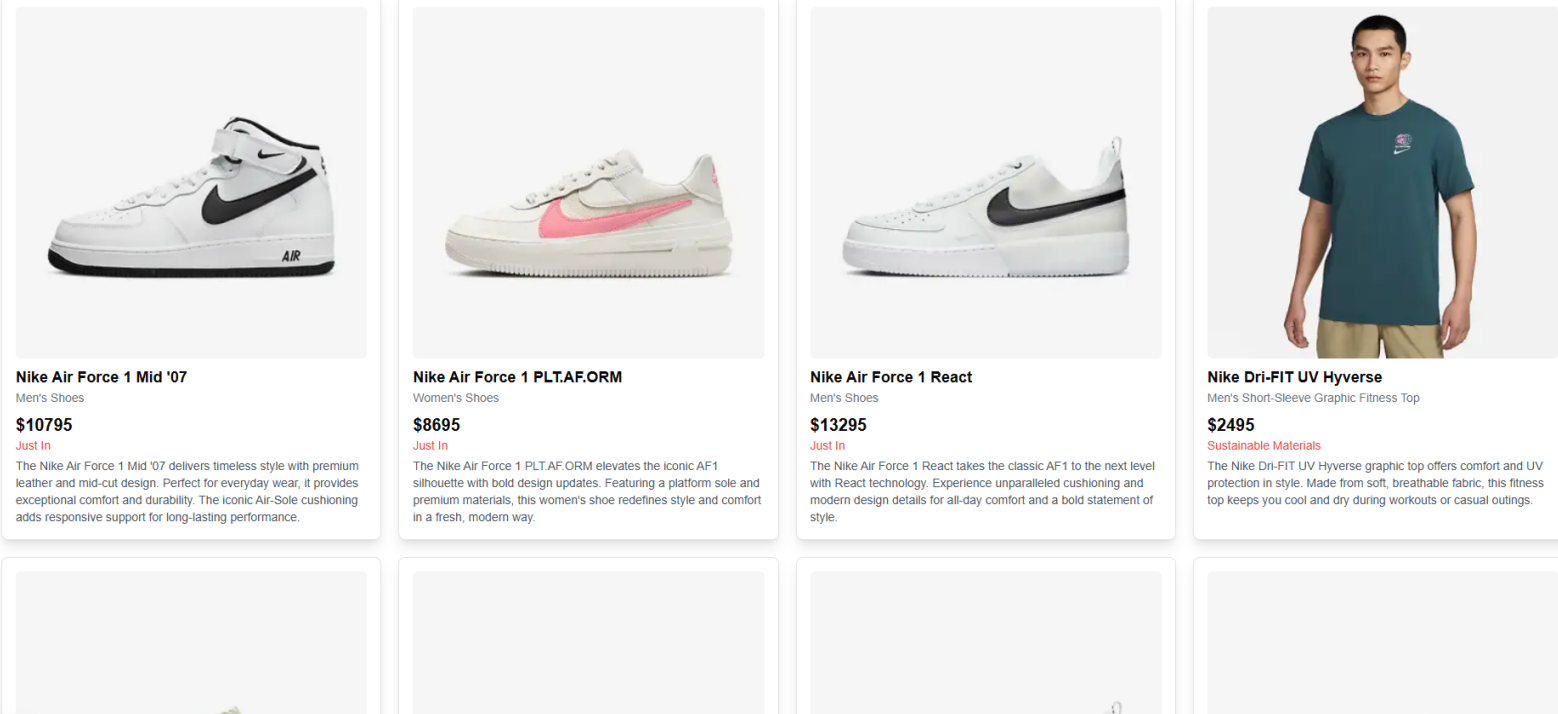 AIR
Nike Air Force 1 Mid '07
Men's Shoes
$10795
Just In
The Nike Air Force 1 Mid '07 delivers timeless style with premium
leather and mid-cut design. Perfect for everyday wear, it provides
exceptional comfort and durability. The iconic Air-Sole cushioning
adds responsive support for long-lasting performance.
Nike Air Force 1 PLT.AF.ORM
Women's Shoes
$8695
Just In
The Nike Air Force 1 PLT.AF.ORM elevates the iconic AF1
silhouette with bold design updates. Featuring a platform sole and
premium materials, this women's shoe redefines style and comfort
in a fresh, modern way.
Nike Air Force 1 React
Men's Shoes
$13295
Just In
The Nike Air Force 1 React takes the classic AF1 to the next level
with React technology. Experience unparalleled cushioning and
modern design details for all-day comfort and a bold statement of
style.
Nike Dri-FIT UV Hyverse
Men's Short-Sleeve Graphic Fitness Top
$2495
Sustainable Materials
The Nike Dri-FIT UV Hyverse graphic top offers comfort and UV
protection in style. Made from soft, breathable fabric, this fitness
top keeps you cool and dry during workouts or casual outings.